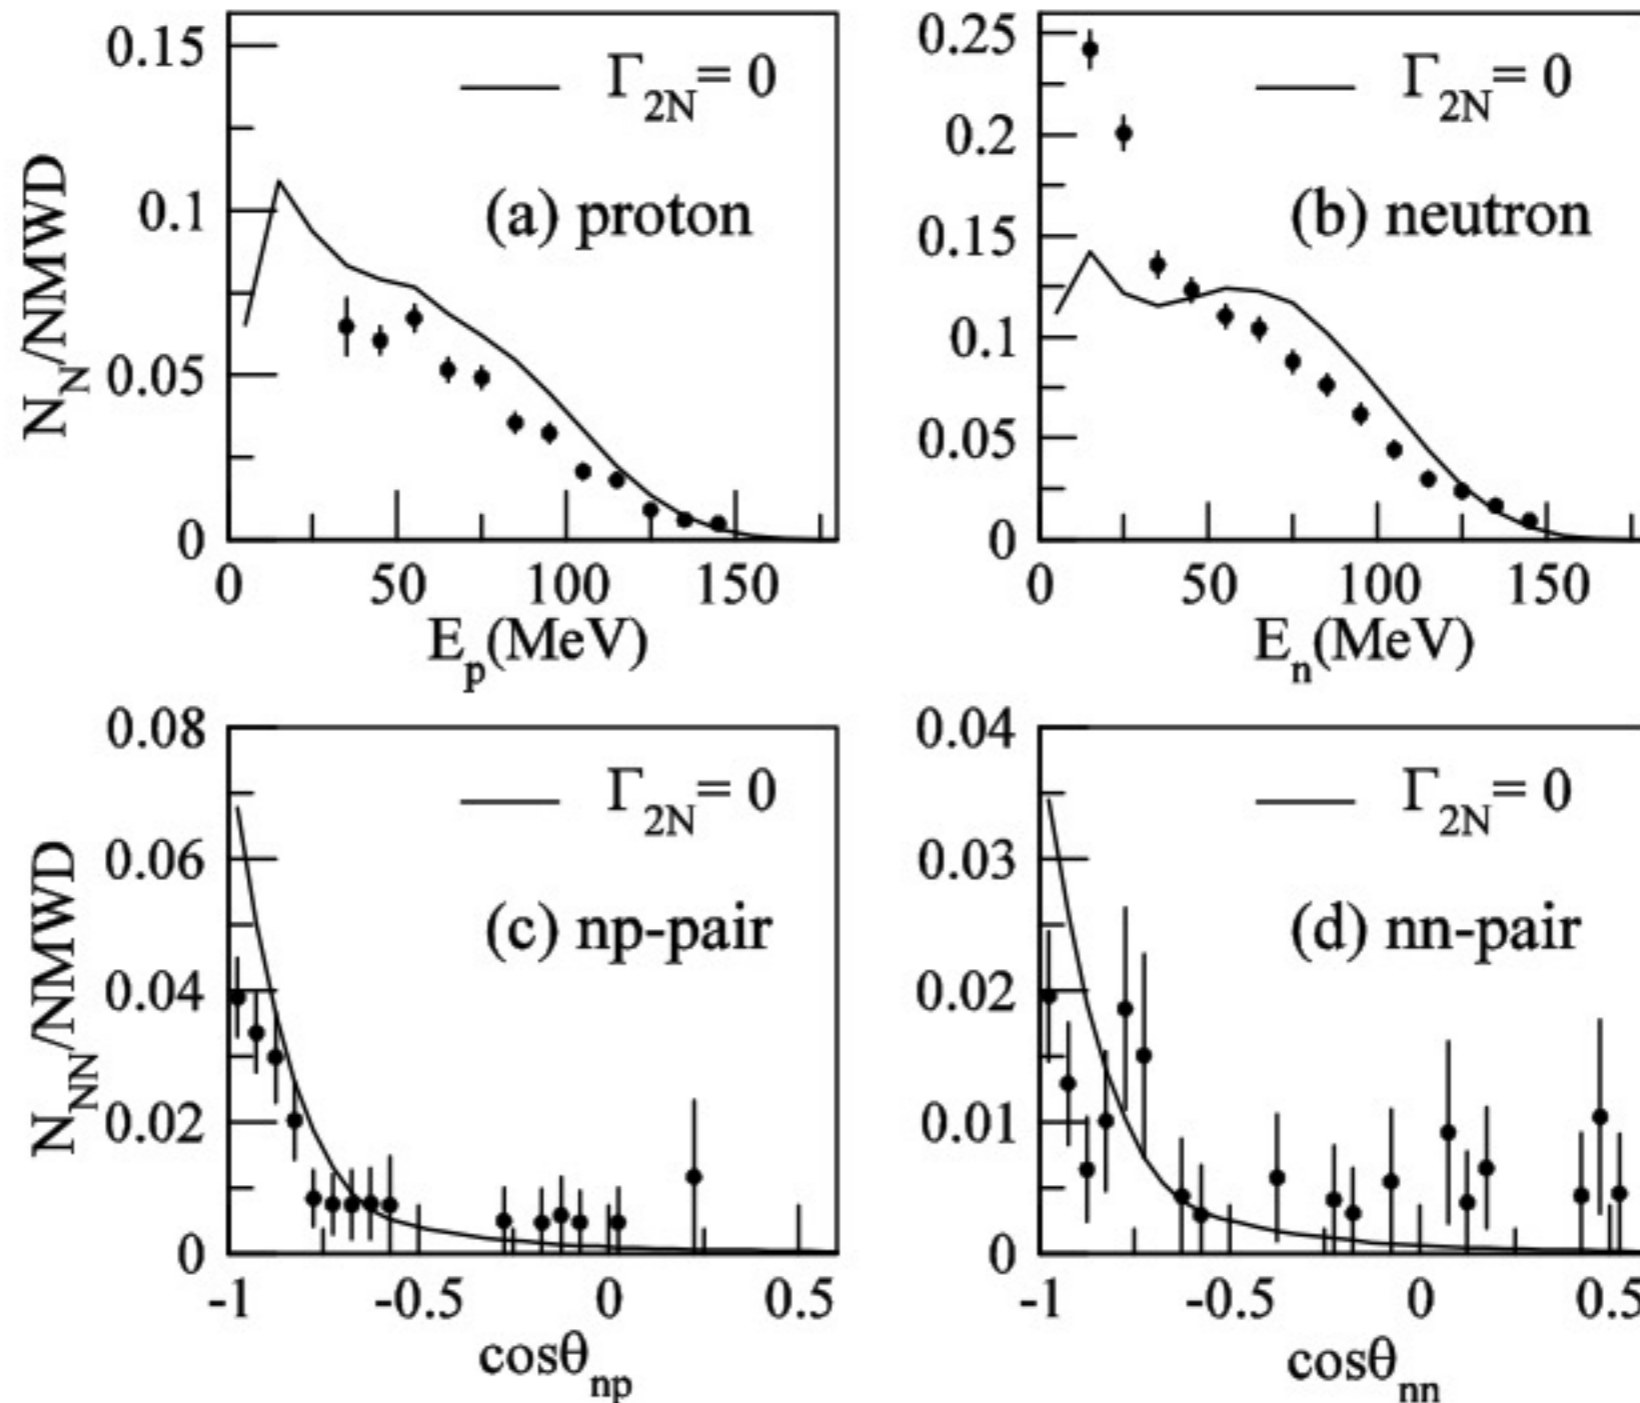 0.15
Γ2N= 0
(a) proton
0.1
0.05
0
0 50 100 150
Ep(MeV)
NN/NMWD
0.25
Γ2N= 0
0.2
(b) neutron
0.15
0.1
0.05
0
0 50 100 150
En(MeV)
0.08
Γ2N= 0
0.06
(c) np-pair
0.04
0.02
0
-1 -0.5 0 0.5
cosθnp
NNN/NMWD
0.04
Γ2N= 0
0.03
(d) nn-pair
0.02
0.01
0
-1 -0.5 0 0.5
cosθnn